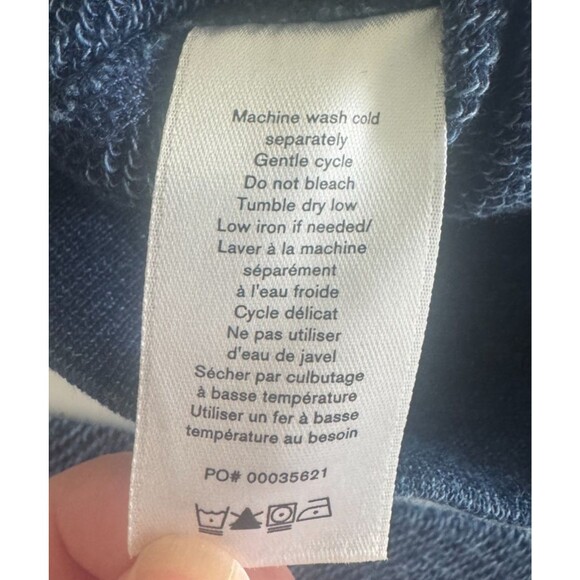 Machine wash cold
separately
Gentle cycle
Do not bleach
Tumble dry low
Low iron if needed/
Laver à la machine
séparément
à l'eau froide
Cycle délicat
Ne pas utiliser
d'eau de javel
Sécher par culbutage
à basse température
Utiliser un fer à basse
température au besoin
PO# 00035621